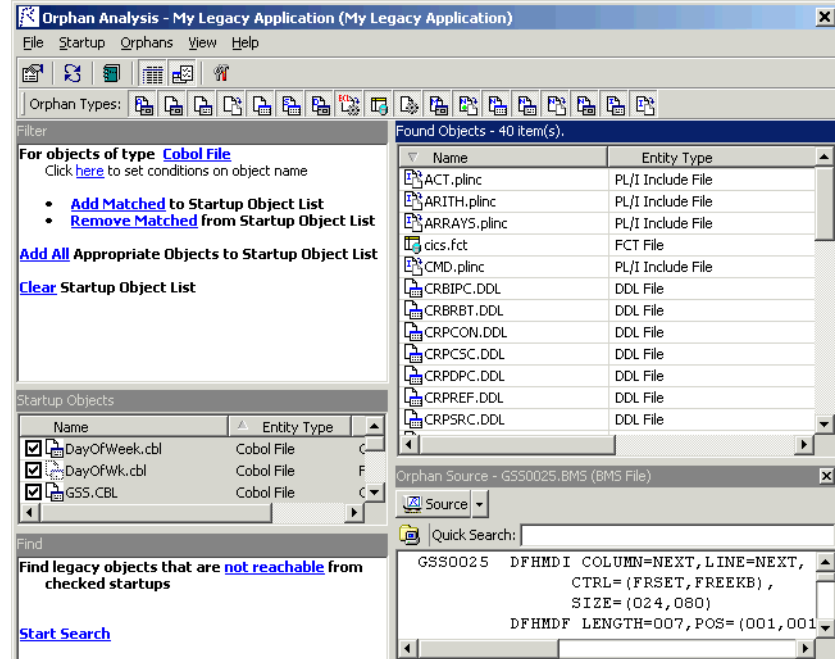 Orphan Analysis - My Legacy Application (My Legacy Application)
File Startup Orphans View Help
Orphan Types:
Filter
For objects of type Cobol File
Click here to set conditions on object name
• Add Matched to Startup Object List
• Remove Matched from Startup Object List
Add All Appropriate Objects to Startup Object List
Clear Startup Object List
Startup Objects
Name Entity Type
DayOfWeek.cbl Cobol File
DayOfWk.cbl Cobol File F
GSS.CBL Cobol File
Find
Find legacy objects that are not reachable from
checked startups
Start Search
Found Objects - 40 item(s).
Name Entity Type
ACT.plinc PL/I Include File
ARITH.plinc PL/I Include File
ARRAYS.plinc PL/I Include File
cics.fct FCT File
CMD.plinc PL/I Include File
CRBIPC.DDL DDL File
CRBRBT.DDL DDL File
CRPCON.DDL DDL File
CRPCSC.DDL DDL File
CRPDPC.DDL DDL File
CRPREF.DDL DDL File
CRPSRC.DDL DDL File
Orphan Source - GSS0025.BMS (BMS File)
Source
Quick Search:
GSS0025 DFHMDI COLUMN=NEXT,LINE=NEXT,
CTRL=(FRSET,FREEKB),
SIZE=(024,080)
DFHMDF LENGTH=007,POS=(001,001